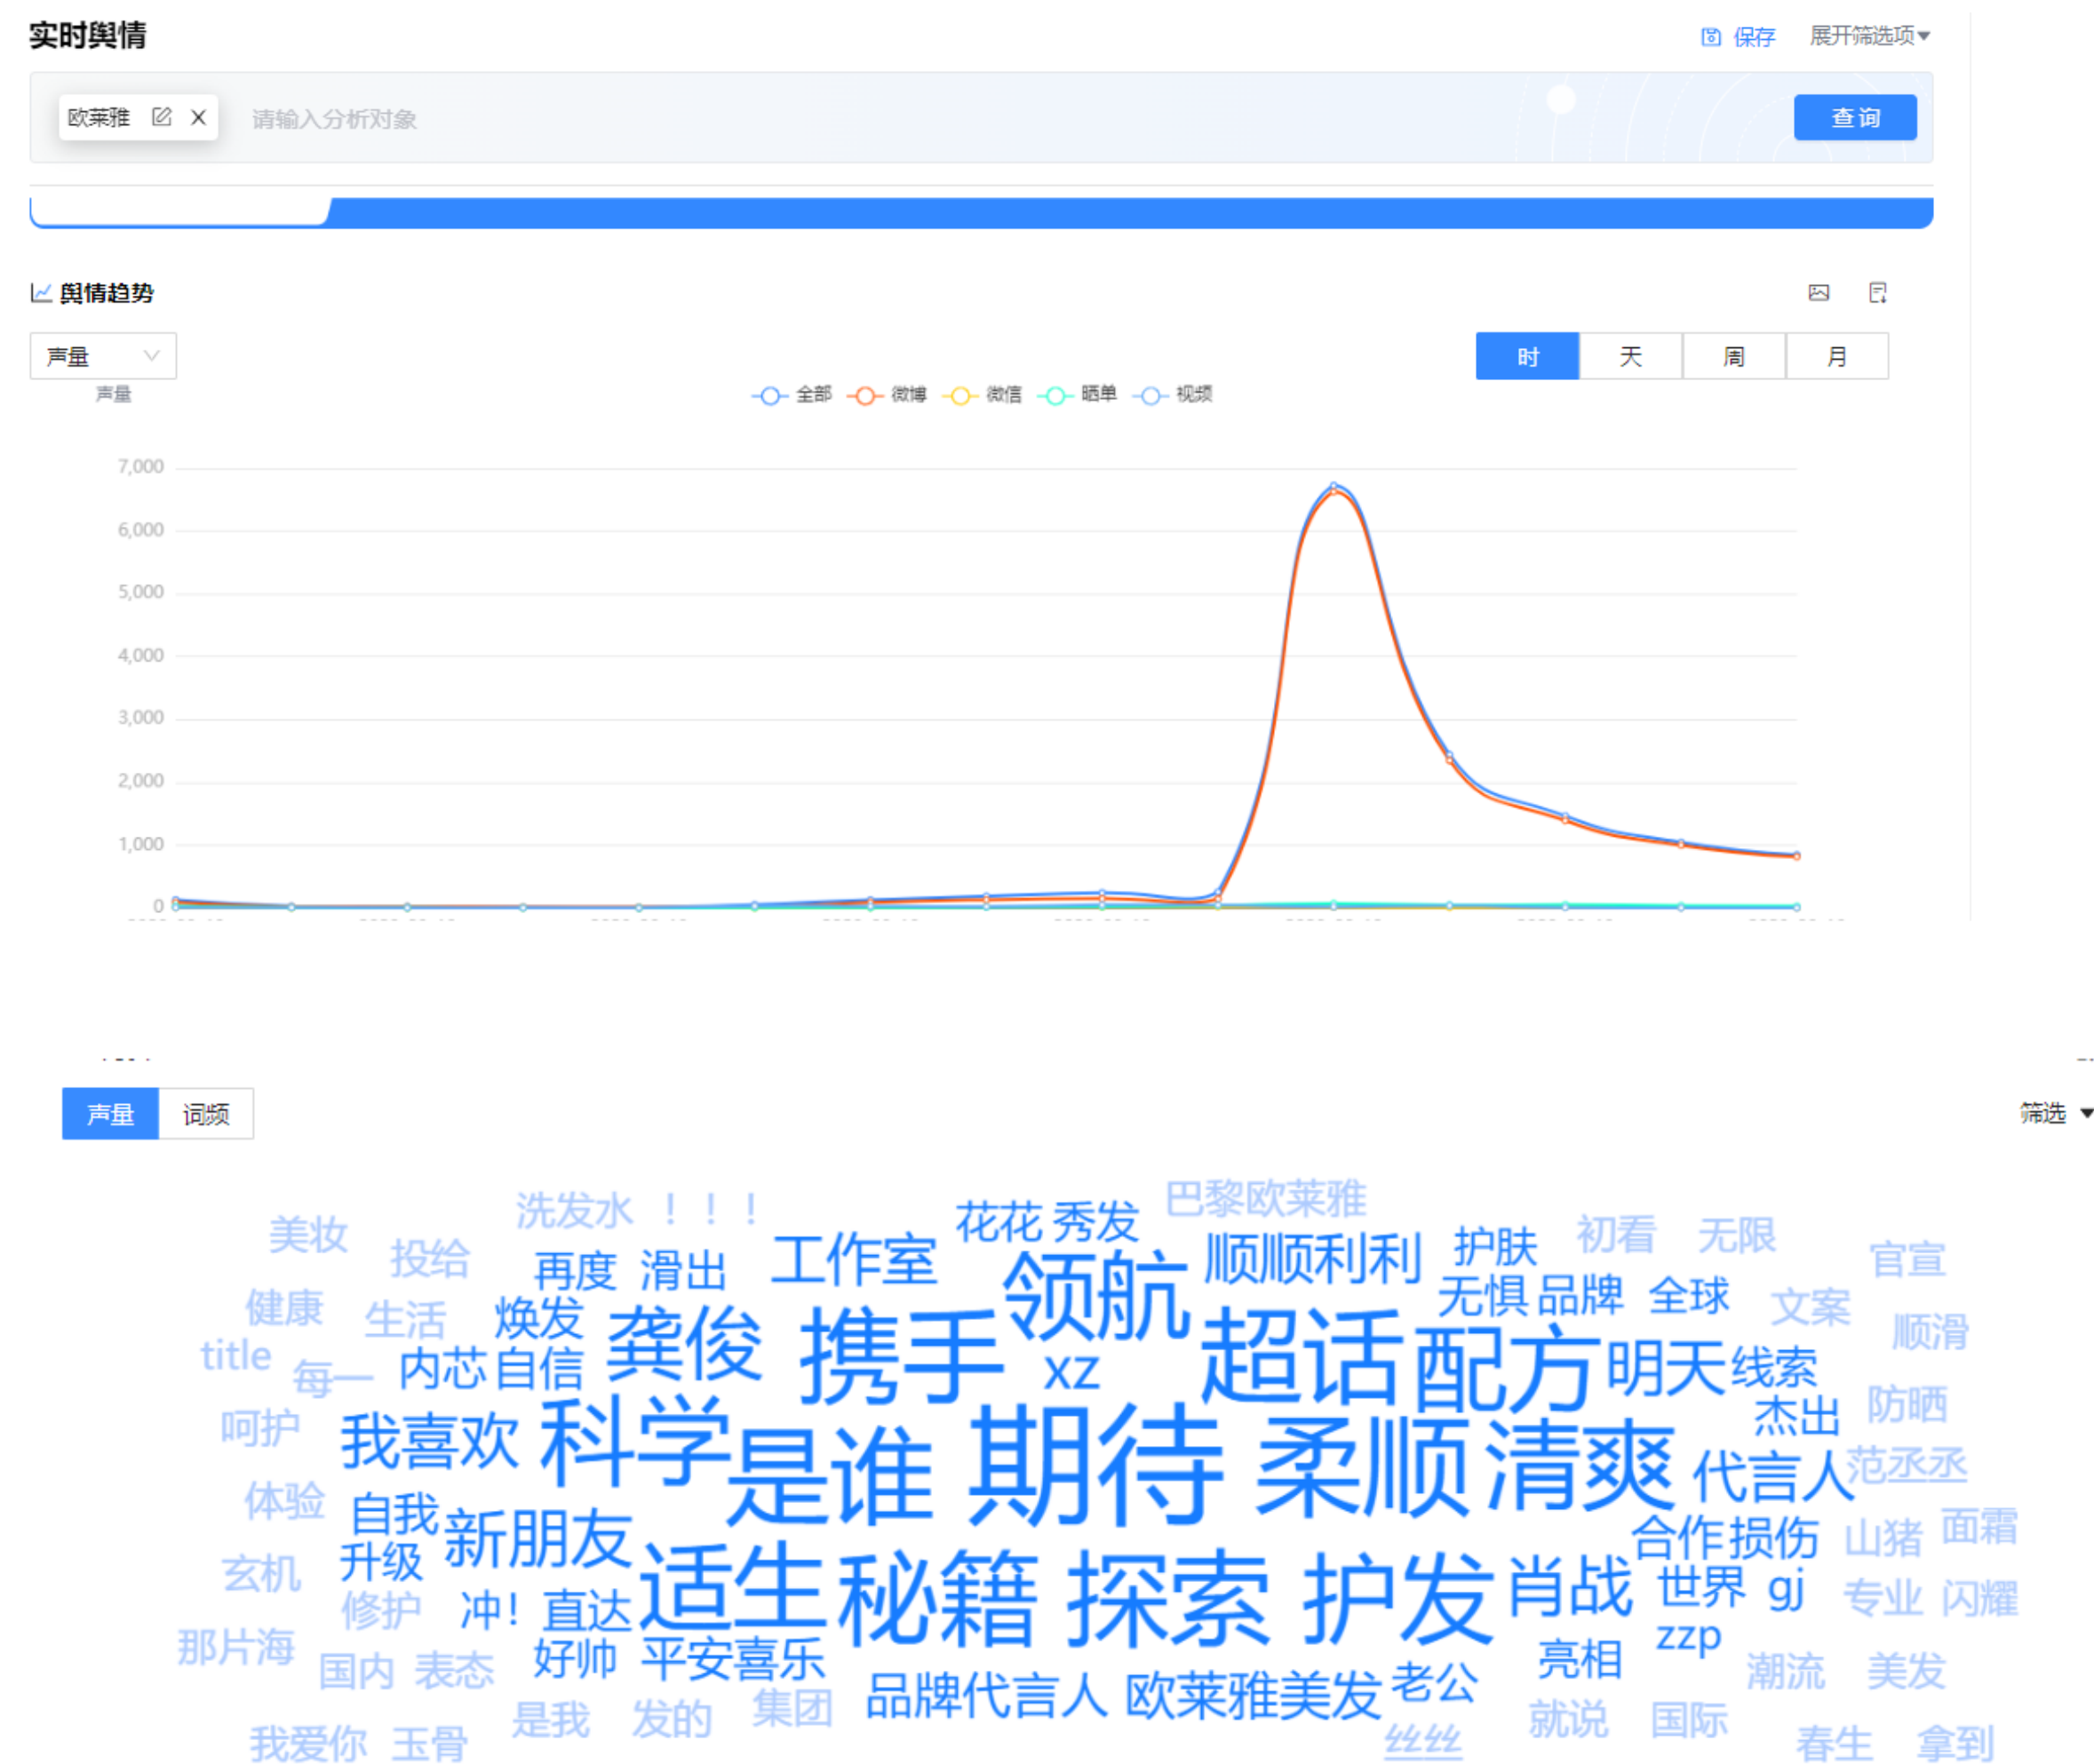 实时舆情
保存 展开筛选项
欧莱雅 请输入分析对象 查询
舆情趋势
声量 时 天 周 月
声量 全部 微博 微信 晒单 视频
7,000
6,000
5,000
4,000
3,000
2,000
1,000
0
声量 词频 筛选
洗发水 ！！！ 花花 秀发 巴黎欧莱雅
美妆 投给 再度 滑出 工作室 领航 顺顺利利 护肤 初看 无限 官宣
健康 生活 焕发 龚俊 携手 xz 超话 配方 无惧 品牌 全球 文案 顺滑
title 每一 内芯 自信 明天 线索
呵护 我喜欢 科学 是谁 期待 柔顺 清爽 代言人 杰出 防晒
体验 自我 新朋友 范丞丞
玄机 升级 适生 秘籍 探索 护发 肖战 合作 损伤 山猪 面霜
修护 冲！ 直达 世界 gj 专业 闪耀
那片海 国内 表态 好帅 平安喜乐 亮相 zzp 潮流 美发
我爱你 玉骨 是我 发的 集团 品牌代言人 欧莱雅美发 老公 丝丝 就说 国际 春生 拿到